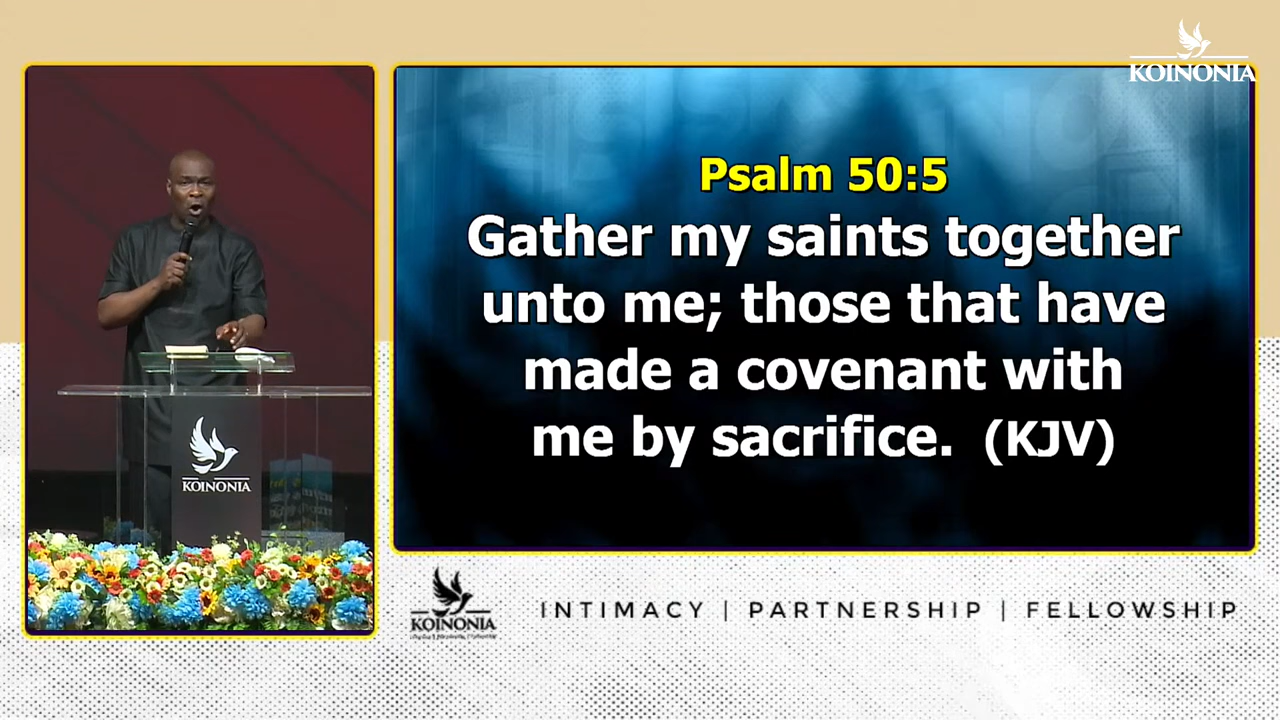 KOINONIA
Psalm 50:5
Gather my saints together
unto me; those that have
made a covenant with
me by sacrifice. (KJV)
KOINONIA
KOINONIA
INTIMACY | PARTNERSHIP | FELLOWSHIP